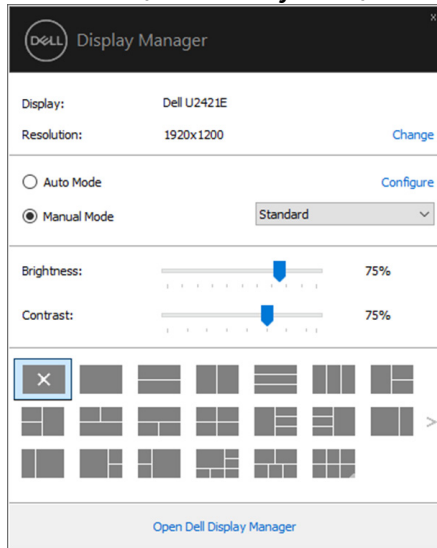 DELL Display Manager
Display: Dell U2421E
Resolution: 1920x1200 Change
Auto Mode Configure
Manual Mode Standard
Brightness: 75%
Contrast: 75%
Open Dell Display Manager